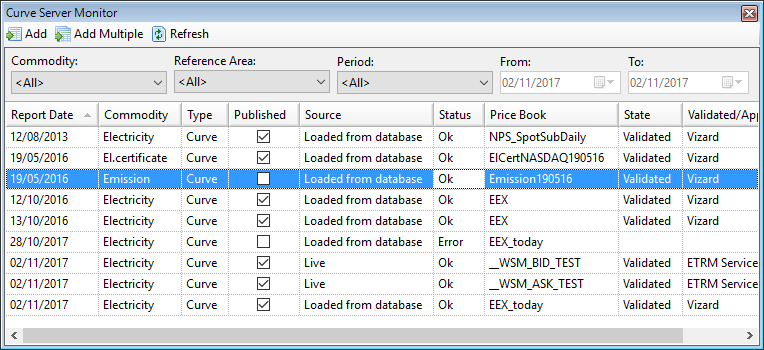 Curve Server Monitor
Add Add Multiple Refresh
Commodity: Reference Area: Period: From: To:
<All> <All> <All> 02/11/2017 02/11/2017
Report Date Commodity Type Published Source Status Price Book State Validated/App
12/08/2013 Electricity Curve Loaded from database Ok NPS_SpotSubDaily Validated Vizard
19/05/2016 El.certificate Curve Loaded from database Ok ElCertNASDAQ190516 Validated Vizard
19/05/2016 Emission Curve Loaded from database Ok Emission190516 Validated Vizard
12/10/2016 Electricity Curve Loaded from database Ok EEX Validated Vizard
13/10/2016 Electricity Curve Loaded from database Ok EEX Validated Vizard
28/10/2017 Electricity Curve Loaded from database Error EEX_today
02/11/2017 Electricity Curve Live Ok __WSM_BID_TEST Validated ETRM Service
02/11/2017 Electricity Curve Live Ok __WSM_ASK_TEST Validated ETRM Service
02/11/2017 Electricity Curve Loaded from database Ok EEX_today Validated Vizard